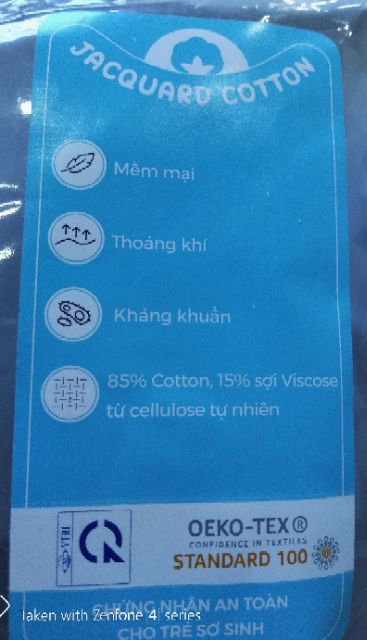 JACQUARD COTTON
Mềm mại
Thoáng khí
Kháng khuẩn
85% Cotton, 15% sợi Viscose
từ cellulose tự nhiên
OEKO-TEX®
CONFIDENCE IN TEXTILES
STANDARD 100
CHỨNG NHẬN AN TOÀN
CHO TRẺ SƠ SINH
Taken with Zenfone 4 series